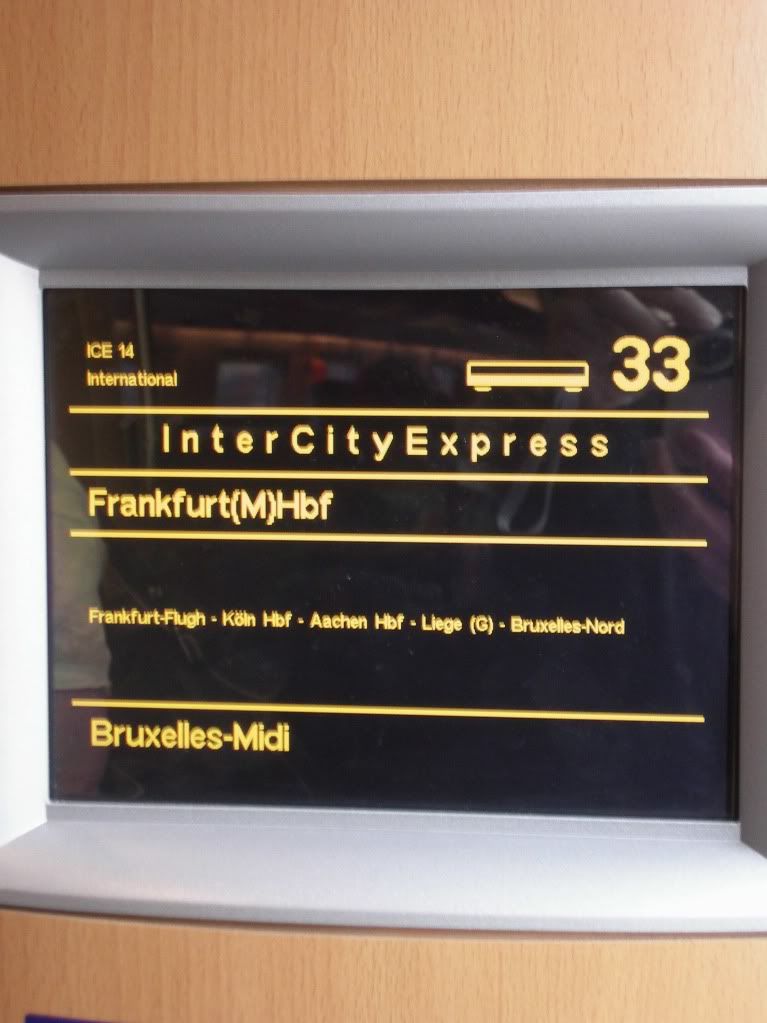 ICE 14
International
33
InterCityExpress
Frankfurt(M)Hbf
Frankfurt-Flugh - Köln Hbf - Aachen Hbf - Liege (G) - Bruxelles-Nord
Bruxelles-Midi